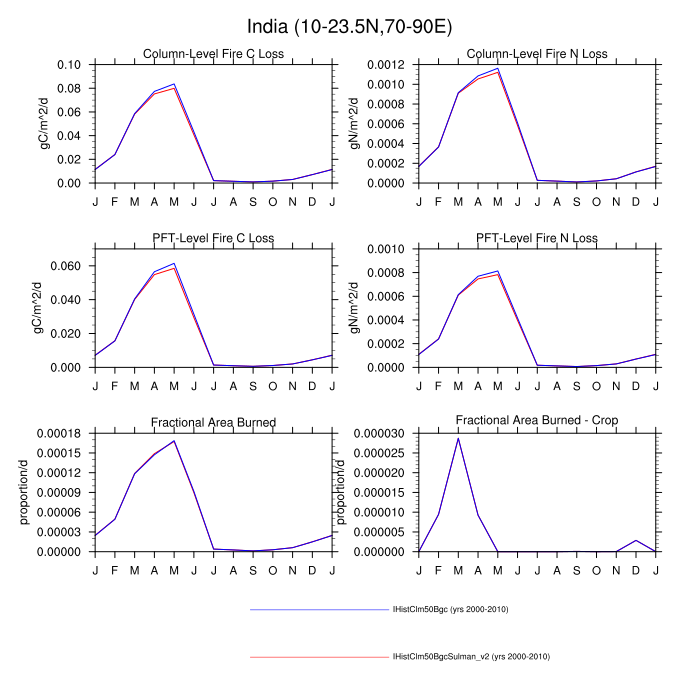 India (10-23.5N,70-90E)
Column-Level Fire C Loss
gC/m^2/d
0.10
0.08
0.06
0.04
0.02
0.00
J F M A M J J A S O N D J
Column-Level Fire N Loss
gN/m^2/d
0.0012
0.0010
0.0008
0.0006
0.0004
0.0002
0.0000
J F M A M J J A S O N D J
PFT-Level Fire C Loss
gC/m^2/d
0.060
0.040
0.020
0.000
J F M A M J J A S O N D J
PFT-Level Fire N Loss
gN/m^2/d
0.0010
0.0008
0.0006
0.0004
0.0002
0.0000
J F M A M J J A S O N D J
Fractional Area Burned
proportion/d
0.00018
0.00015
0.00012
0.00009
0.00006
0.00003
0.00000
J F M A M J J A S O N D J
Fractional Area Burned - Crop
proportion/d
0.000030
0.000025
0.000020
0.000015
0.000010
0.000005
0.000000
J F M A M J J A S O N D J
IHistClm50Bgc (yrs 2000-2010)
IHistClm50BgcSulman_v2 (yrs 2000-2010)